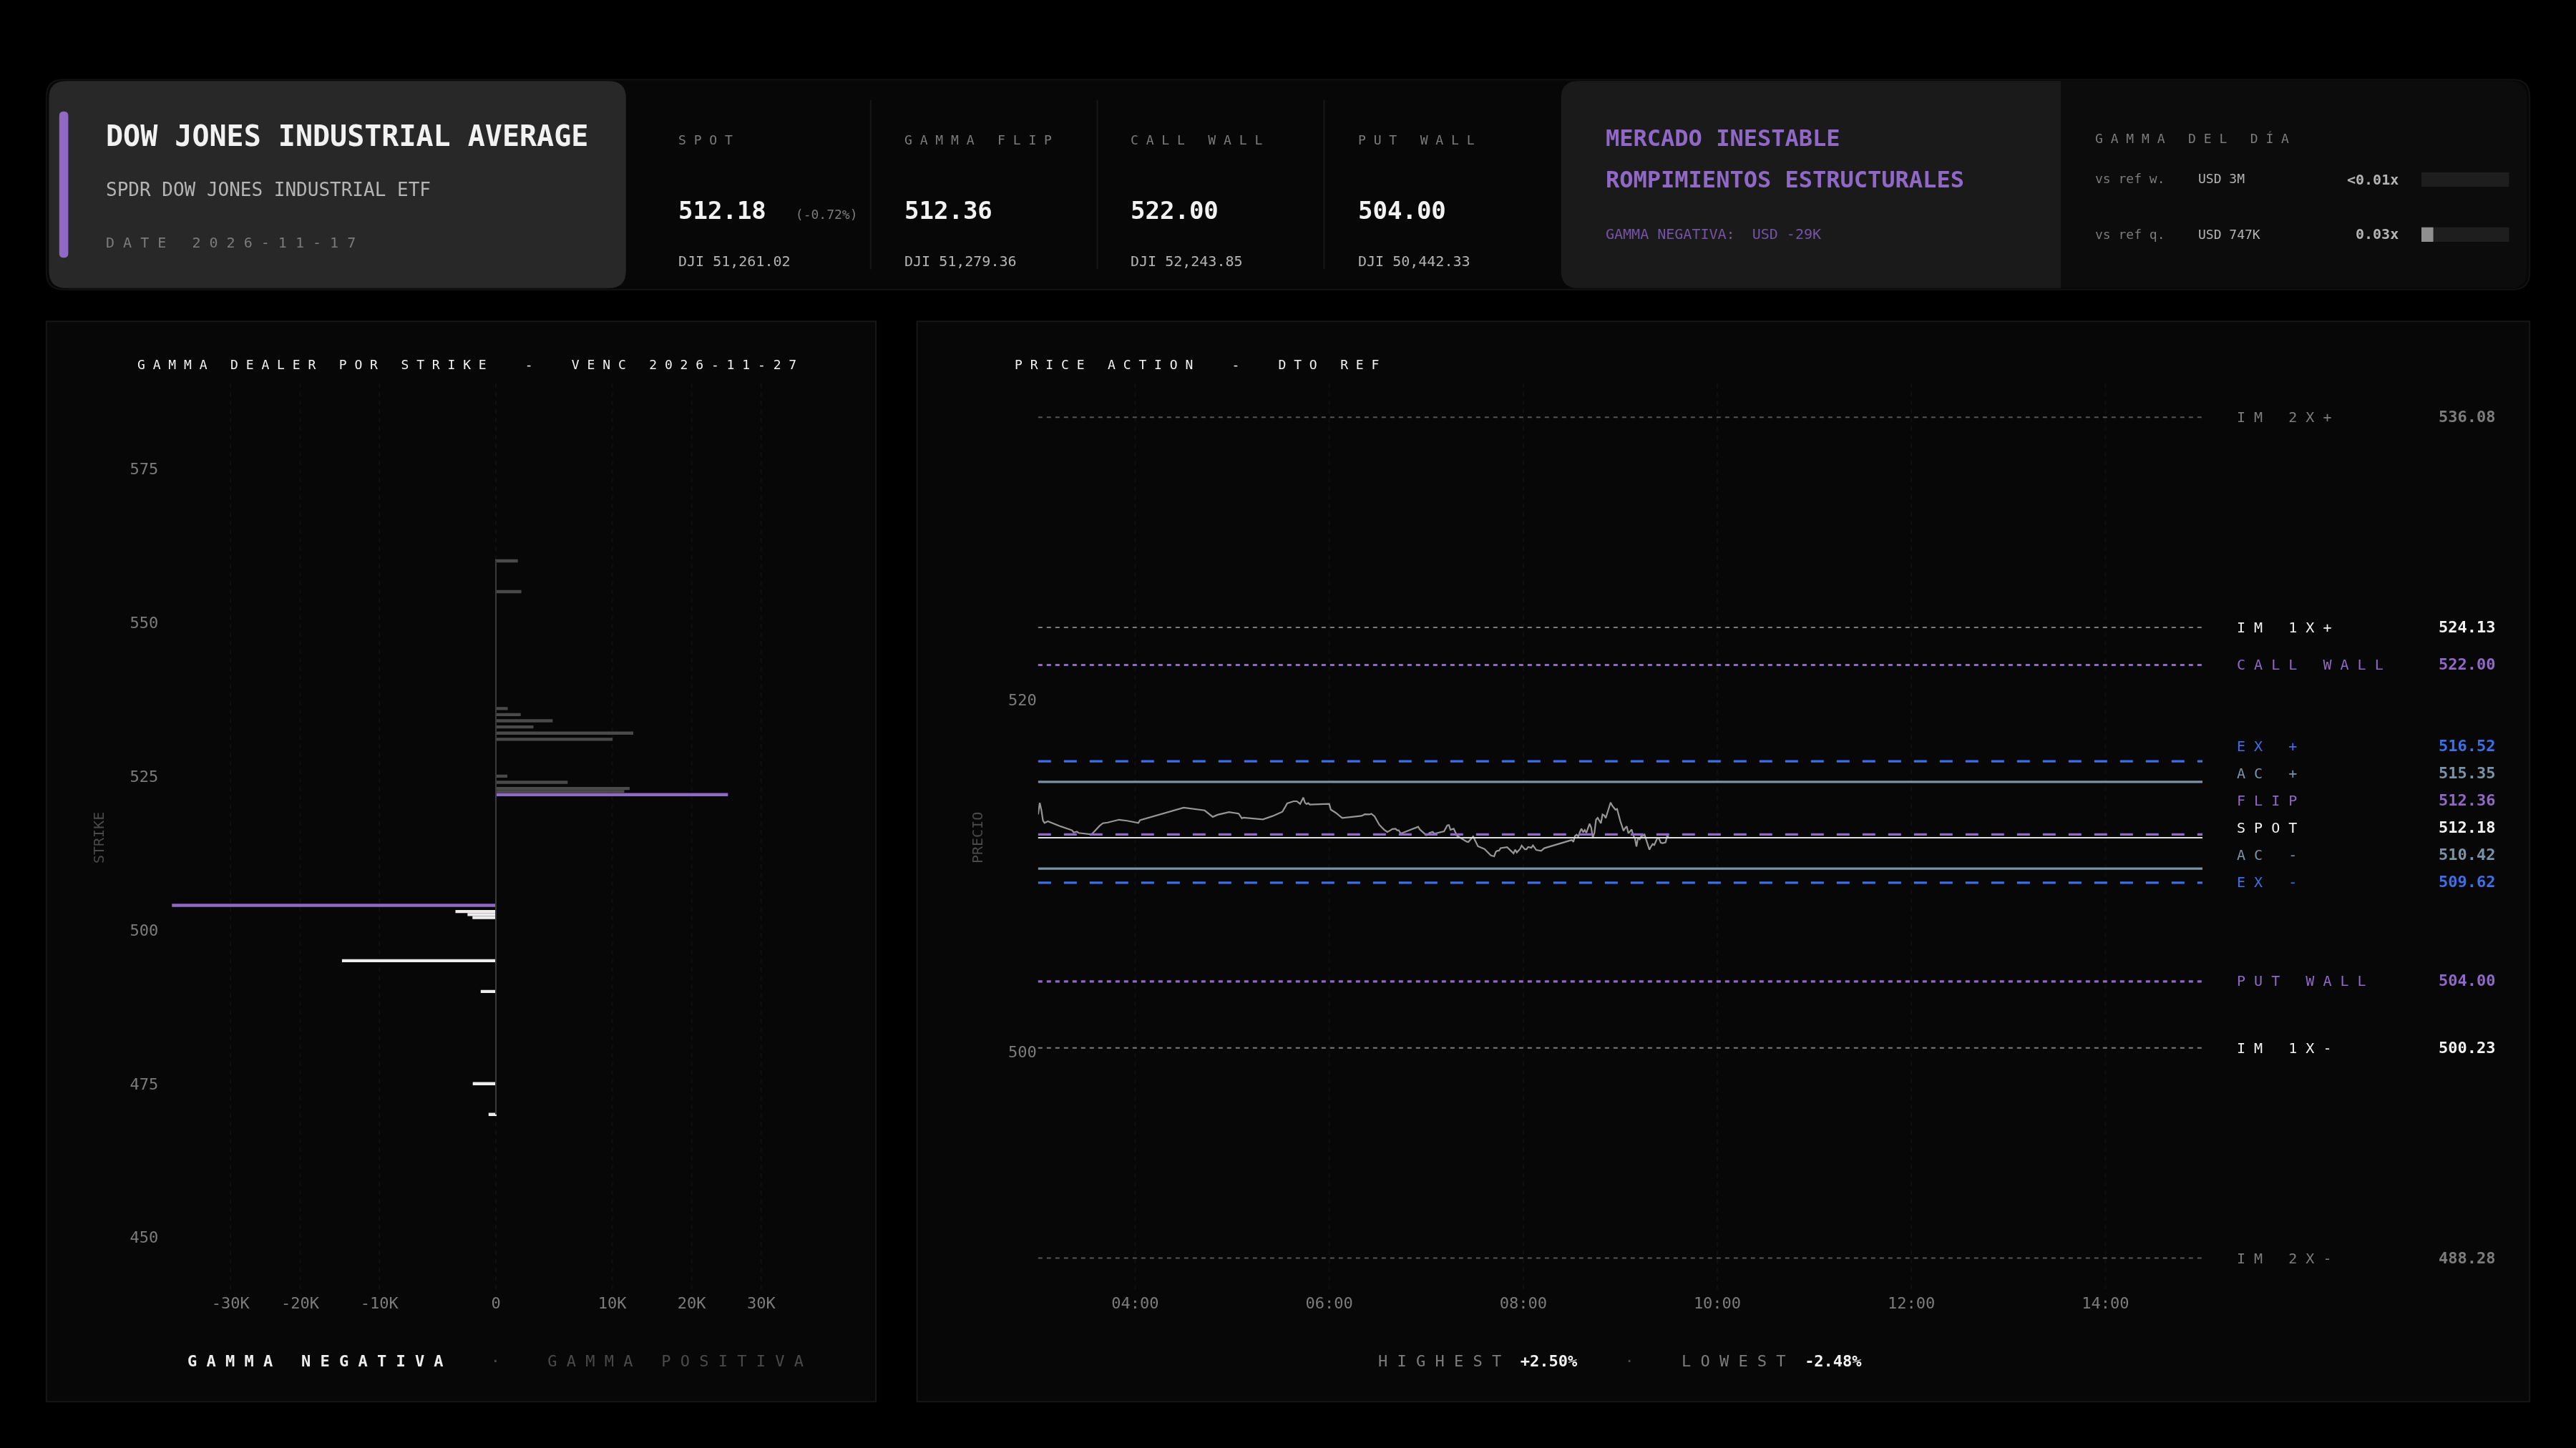 DOW JONES INDUSTRIAL AVERAGE
SPDR DOW JONES INDUSTRIAL ETF
DATE 2026-11-17
SPOT
512.18 (-0.72%)
DJI 51,261.02
GAMMA FLIP
512.36
DJI 51,279.36
CALL WALL
522.00
DJI 52,243.85
PUT WALL
504.00
DJI 50,442.33
MERCADO INESTABLE
ROMPIMIENTOS ESTRUCTURALES
GAMMA NEGATIVA: USD -29K
GAMMA DEL DÍA
vs ref w. USD 3M <0.01x
vs ref q. USD 747K 0.03x
GAMMA DEALER POR STRIKE - VENC 2026-11-27
STRIKE
575
550
525
500
475
450
-30K -20K -10K 0 10K 20K 30K
GAMMA NEGATIVA · GAMMA POSITIVA
PRICE ACTION - DTO REF
PRECIO
520
500
IM 2X+ 536.08
IM 1X+ 524.13
CALL WALL 522.00
EX + 516.52
AC + 515.35
FLIP 512.36
SPOT 512.18
AC - 510.42
EX - 509.62
PUT WALL 504.00
IM 1X- 500.23
IM 2X- 488.28
04:00 06:00 08:00 10:00 12:00 14:00
HIGHEST +2.50% · LOWEST -2.48%